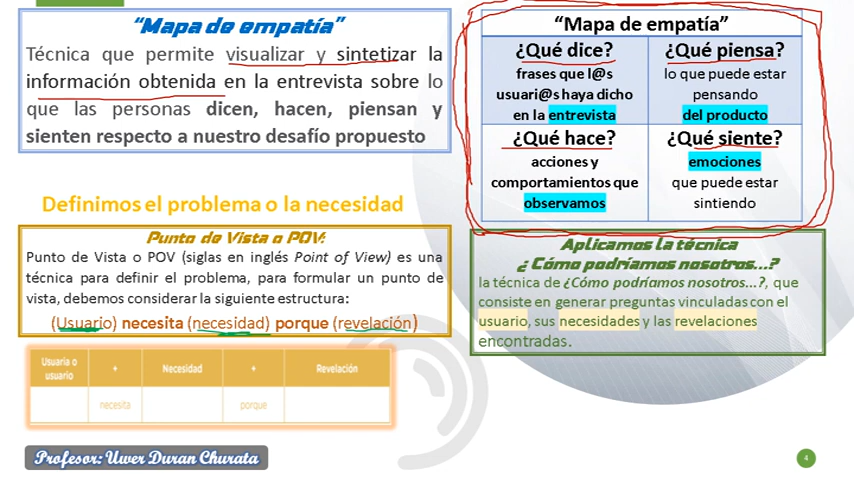 “Mapa de empatía”
Técnica que permite visualizar y sintetizar la
información obtenida en la entrevista sobre lo
que las personas dicen, hacen, piensan y
sienten respecto a nuestro desafío propuesto
“Mapa de empatía”
¿Qué dice?
frases que l@s
usuari@s haya dicho
en la entrevista
¿Qué piensa?
lo que puede estar
pensando
del producto
¿Qué hace?
acciones y
comportamientos que
observamos
¿Qué siente?
emociones
que puede estar
sintiendo
Definimos el problema o la necesidad
Punto de Vista o POV:
Punto de Vista o POV (siglas en inglés Point of View) es una
técnica para definir el problema, para formular un punto de
vista, debemos considerar la siguiente estructura:
(Usuario) necesita (necesidad) porque (revelación)
Aplicamos la técnica
¿Cómo podríamos nosotros...?
la técnica de ¿Cómo podríamos nosotros...?, que
consiste en generar preguntas vinculadas con el
usuario, sus necesidades y las revelaciones
encontradas.
Usuaria o
usuario
+
Necesidad
+
Revelación
necesita
porque
Profesor: Uwer Duran Churata
4